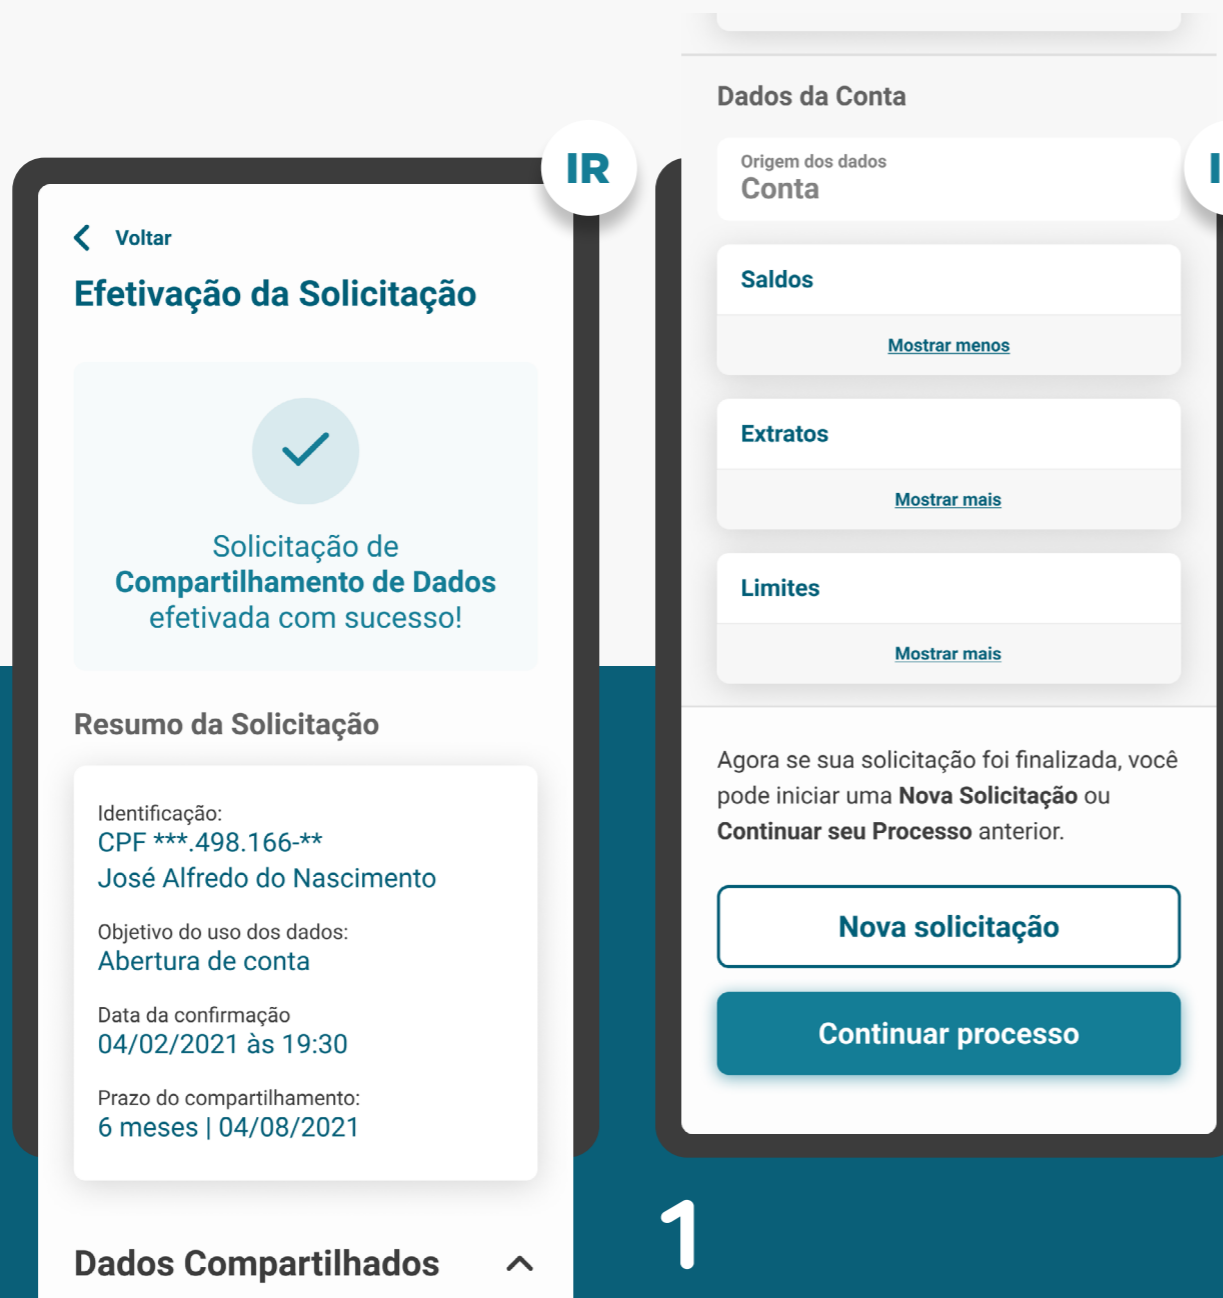 IR
Voltar
Efetivação da Solicitação
Solicitação de
Compartilhamento de Dados
efetivada com sucesso!
Resumo da Solicitação
Identificação:
CPF ***.498.166-**
José Alfredo do Nascimento
Objetivo do uso dos dados:
Abertura de conta
Data da confirmação
04/02/2021 às 19:30
Prazo do compartilhamento:
6 meses | 04/08/2021
Dados Compartilhados
Dados da Conta
Origem dos dados
Conta
Saldos
Mostrar menos
Extratos
Mostrar mais
Limites
Mostrar mais
Agora se sua solicitação foi finalizada, você
pode iniciar uma Nova Solicitação ou
Continuar seu Processo anterior.
Nova solicitação
Continuar processo
1